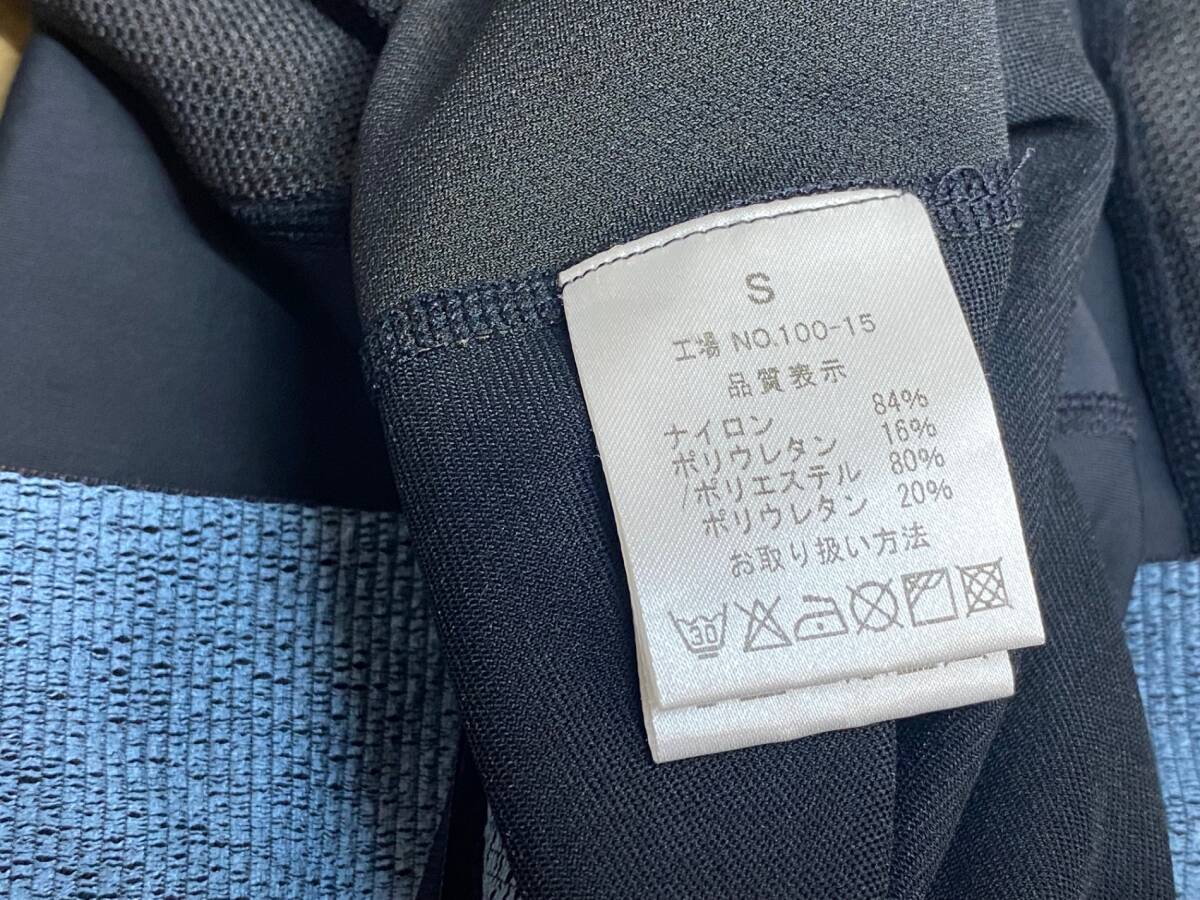 S
工場 NO.100-15
品質表示
ナイロン 84%
ポリウレタン 16%
/ポリエステル 80%
ポリウレタン 20%
お取り扱い方法
30